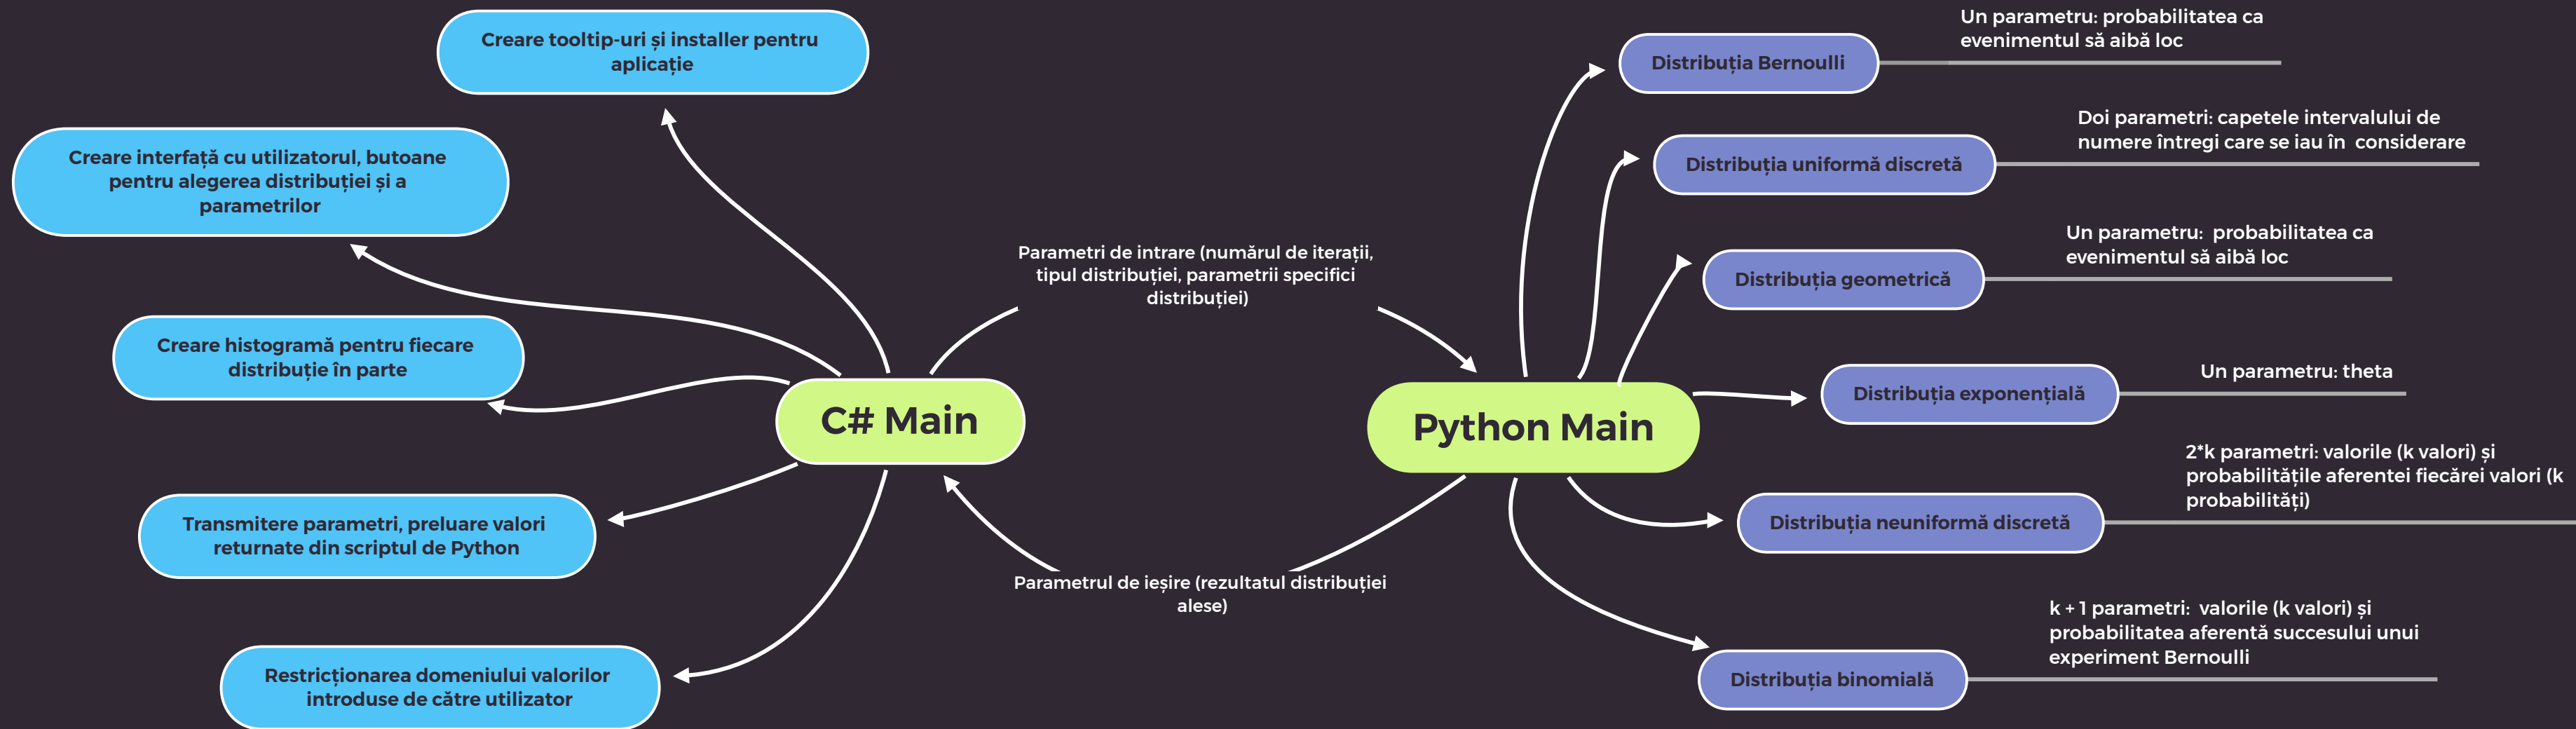 Creare tooltip-uri și installer pentru
aplicație
Creare interfață cu utilizatorul, butoane
pentru alegerea distribuției și a
parametrilor
Creare histogramă pentru fiecare
distribuție în parte
C# Main
Transmitere parametri, preluare valori
returnate din scriptul de Python
Restricționarea domeniului valorilor
introduse de către utilizator
Parametri de intrare (numărul de iterații,
tipul distribuției, parametrii specifici
distribuției)
Parametrul de ieșire (rezultatul distribuției
alese)
Python Main
Distribuția Bernoulli
Un parametru: probabilitatea ca
evenimentul să aibă loc
Distribuția uniformă discretă
Doi parametri: capetele intervalului de
numere întregi care se iau în  considerare
Distribuția geometrică
Un parametru:  probabilitatea ca
evenimentul să aibă loc
Distribuția exponențială
Un parametru: theta
Distribuția neuniformă discretă
2*k parametri: valorile (k valori) și
probabilitățile aferentei fiecărei valori (k
probabilități)
Distribuția binomială
k + 1 parametri:  valorile (k valori) și
probabilitatea aferentă succesului unui
experiment Bernoulli